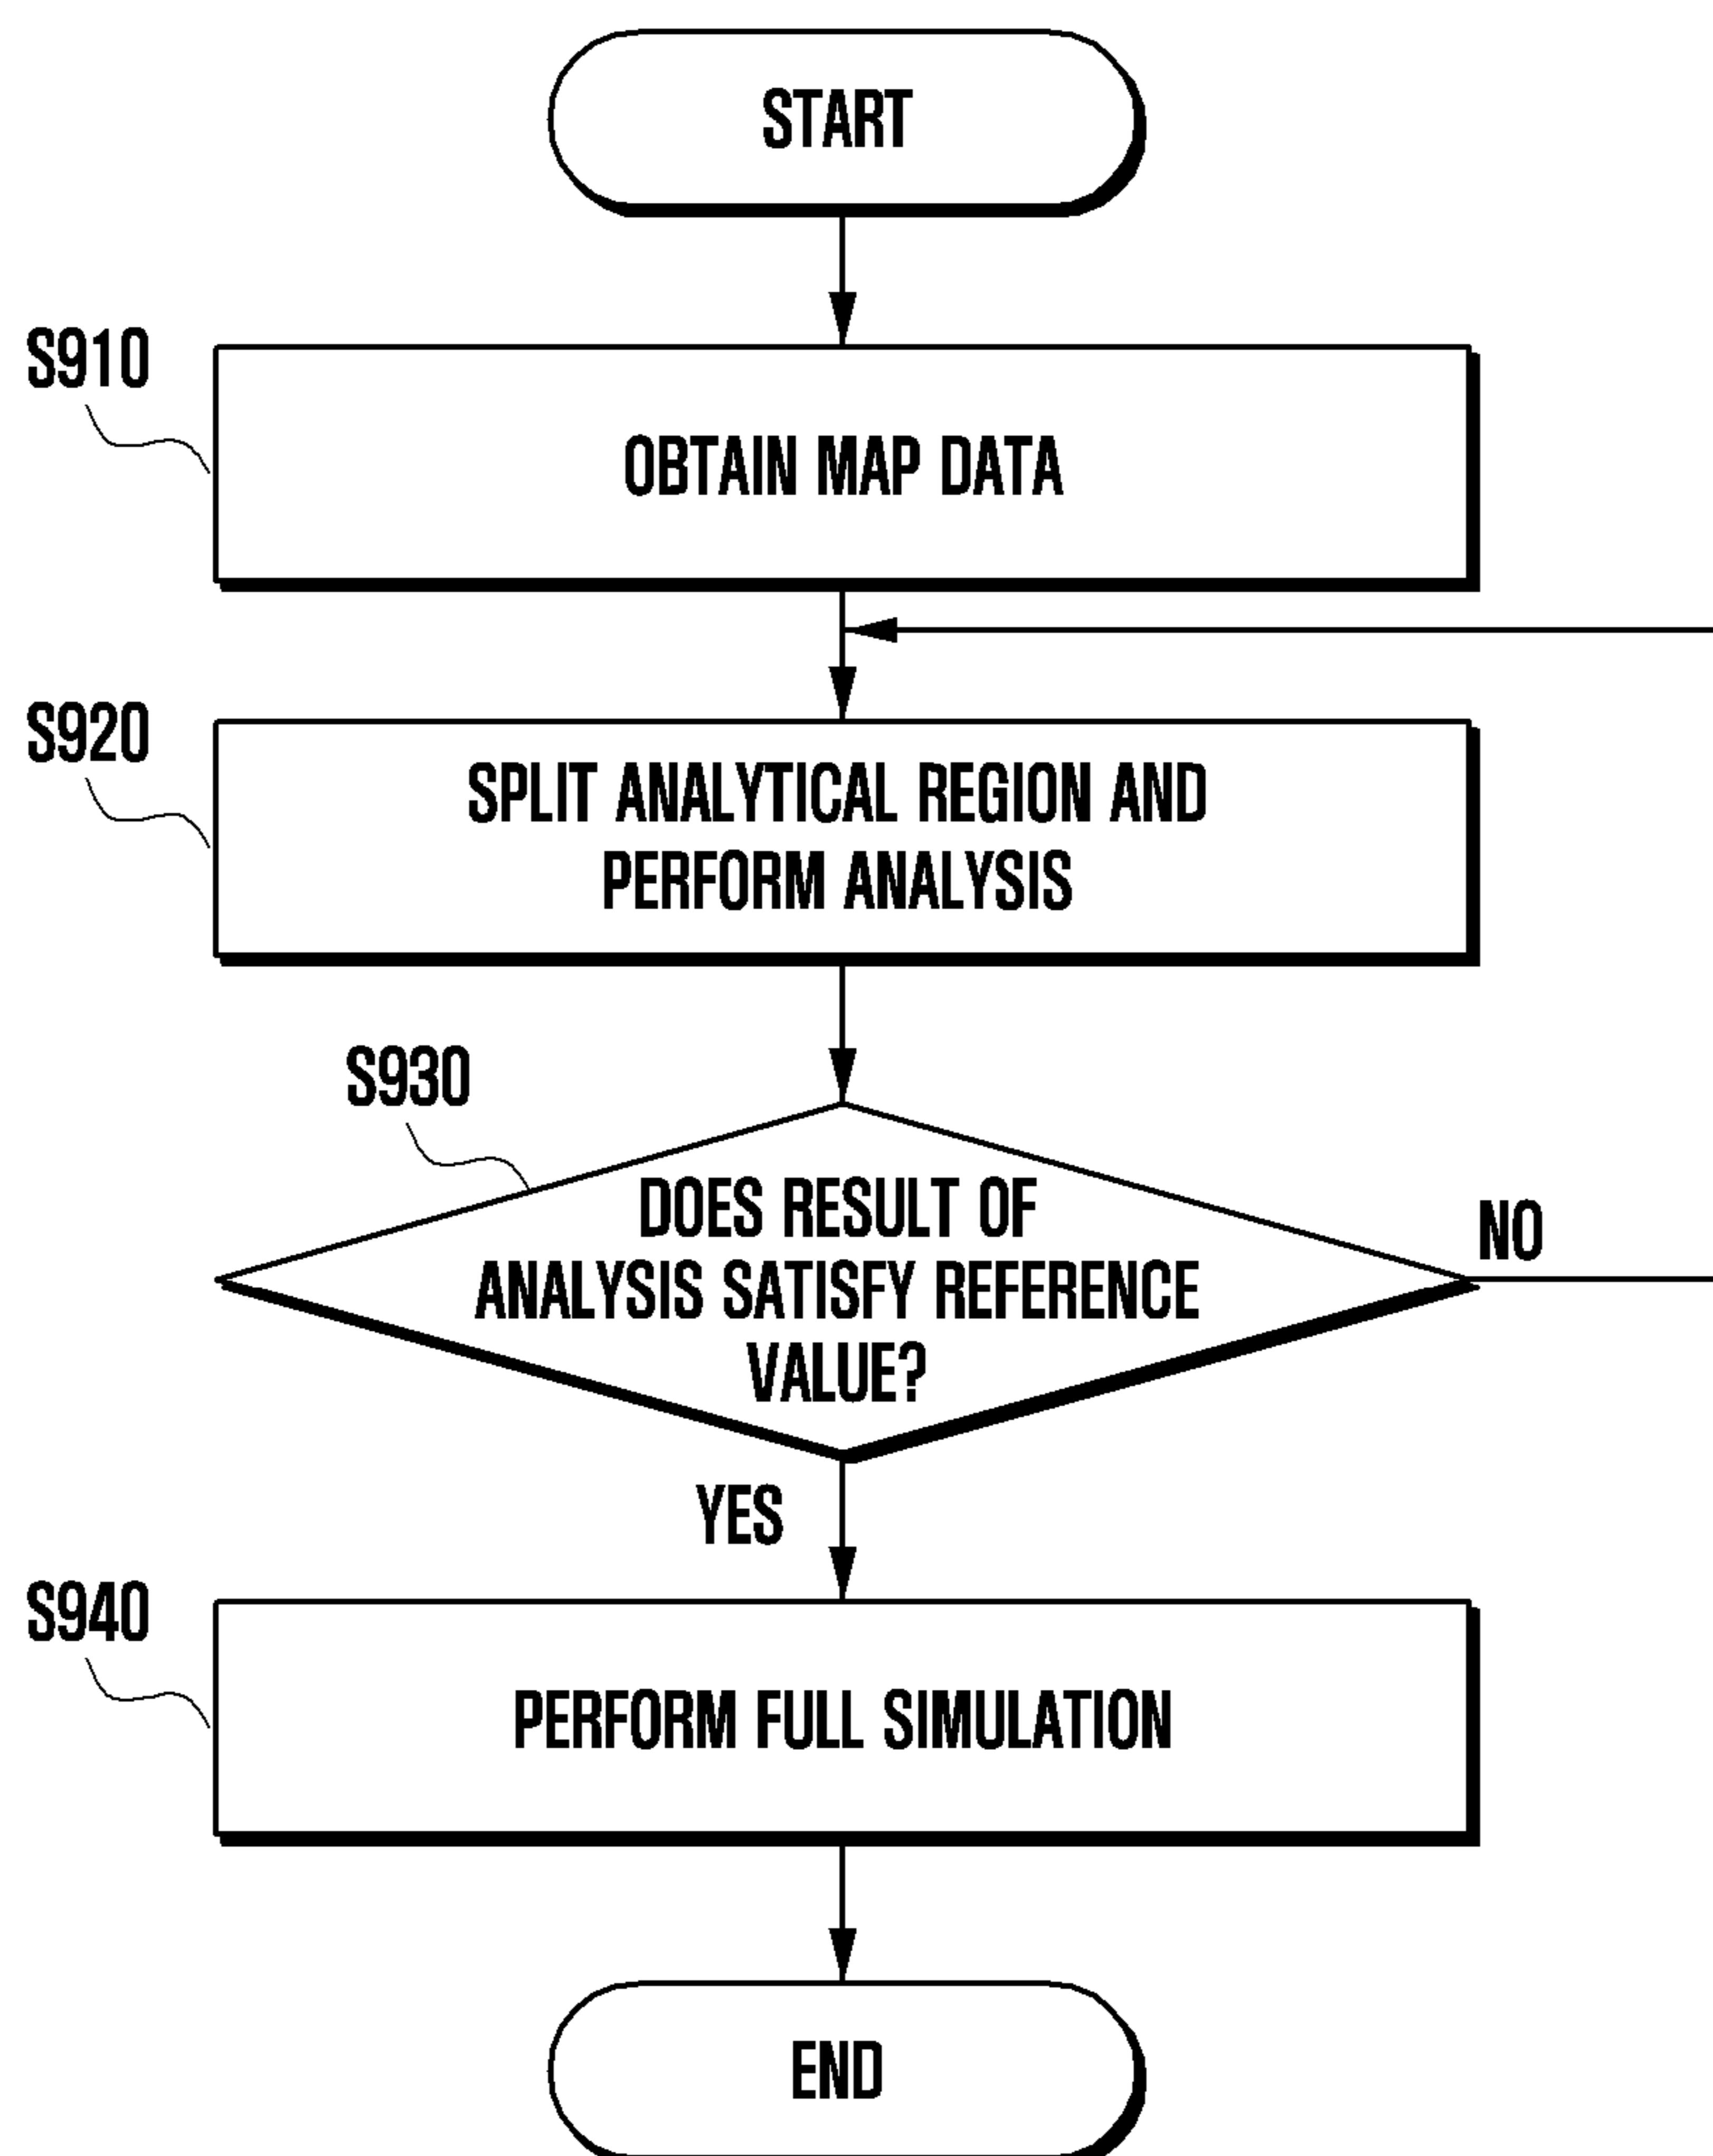 START
S910
OBTAIN MAP DATA
S920
SPLIT ANALYTICAL REGION AND
PERFORM ANALYSIS
S930
DOES RESULT OF
ANALYSIS SATISFY REFERENCE
VALUE?
NO
YES
S940
PERFORM FULL SIMULATION
END